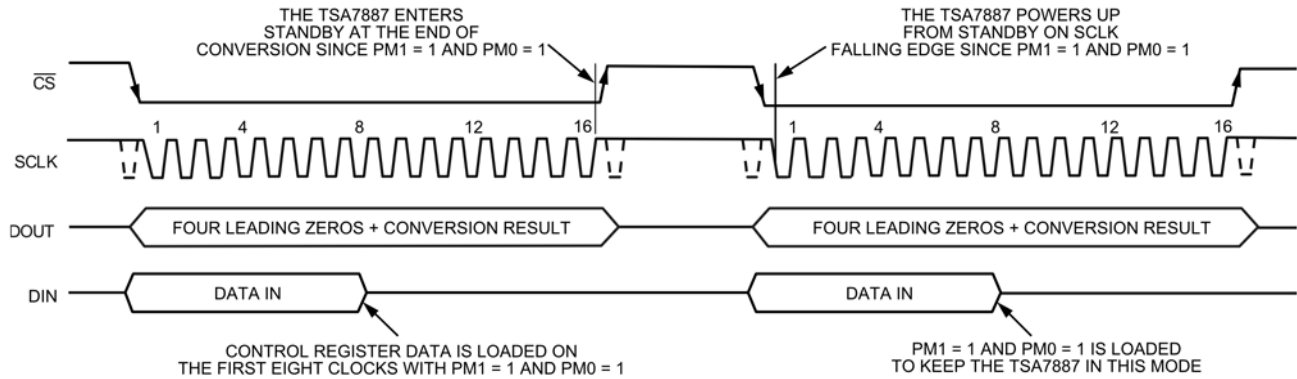 THE TSA7887 ENTERS
STANDBY AT THE END OF
CONVERSION SINCE PM1 = 1 AND PM0 = 1
THE TSA7887 POWERS UP
FROM STANDBY ON SCLK
FALLING EDGE SINCE PM1 = 1 AND PM0 = 1
CS
1 4 8 12 16 1 4 8 12 16
SCLK
DOUT FOUR LEADING ZEROS + CONVERSION RESULT FOUR LEADING ZEROS + CONVERSION RESULT
DIN DATA IN DATA IN
CONTROL REGISTER DATA IS LOADED ON
THE FIRST EIGHT CLOCKS WITH PM1 = 1 AND PM0 = 1
PM1 = 1 AND PM0 = 1 IS LOADED
TO KEEP THE TSA7887 IN THIS MODE